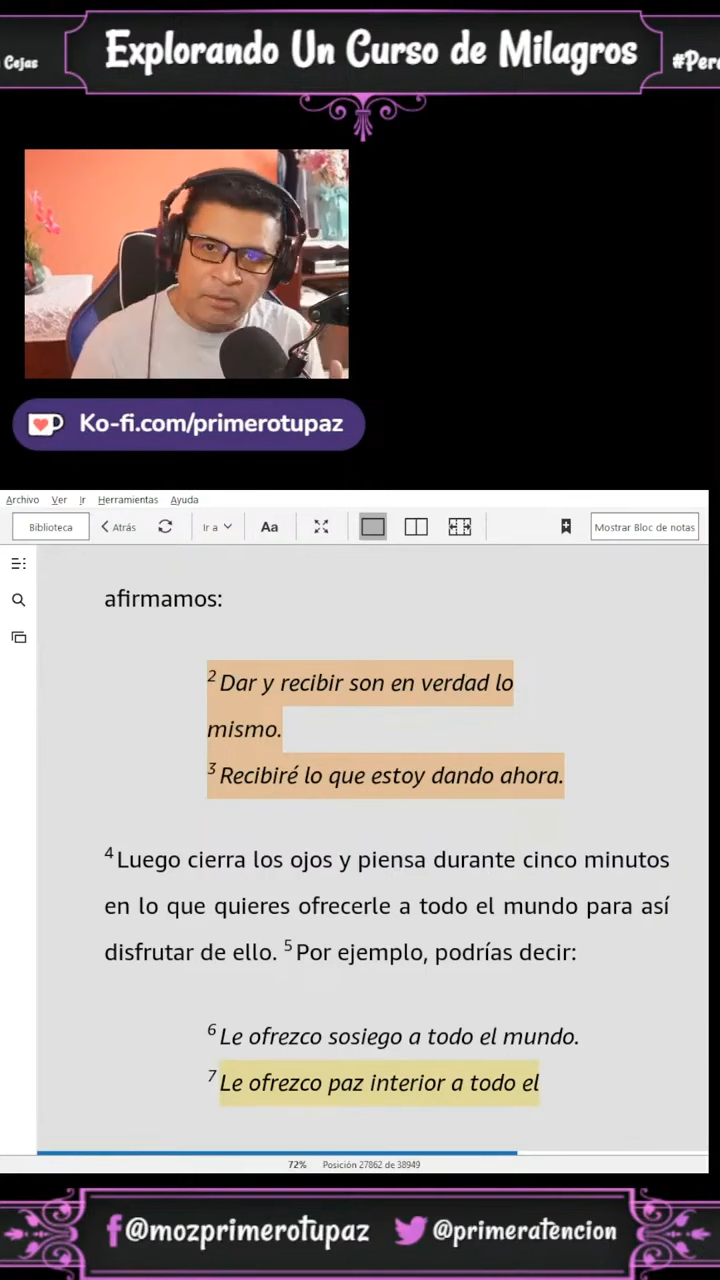 Explorando Un Curso de Milagros
Cejas
Ko-fi.com/primerotupaz
Archivo Ver Ir Herramientas Ayuda
Biblioteca Atrás Ir a Aa Mostrar Bloc de notas
afirmamos:
2 Dar y recibir son en verdad lo
mismo.
3 Recibiré lo que estoy dando ahora.
4 Luego cierra los ojos y piensa durante cinco minutos
en lo que quieres ofrecerle a todo el mundo para así
disfrutar de ello. 5 Por ejemplo, podrías decir:
6 Le ofrezco sosiego a todo el mundo.
7 Le ofrezco paz interior a todo el
72% Posición 27862 de 38949
@mozprimerotupaz @primeratencion